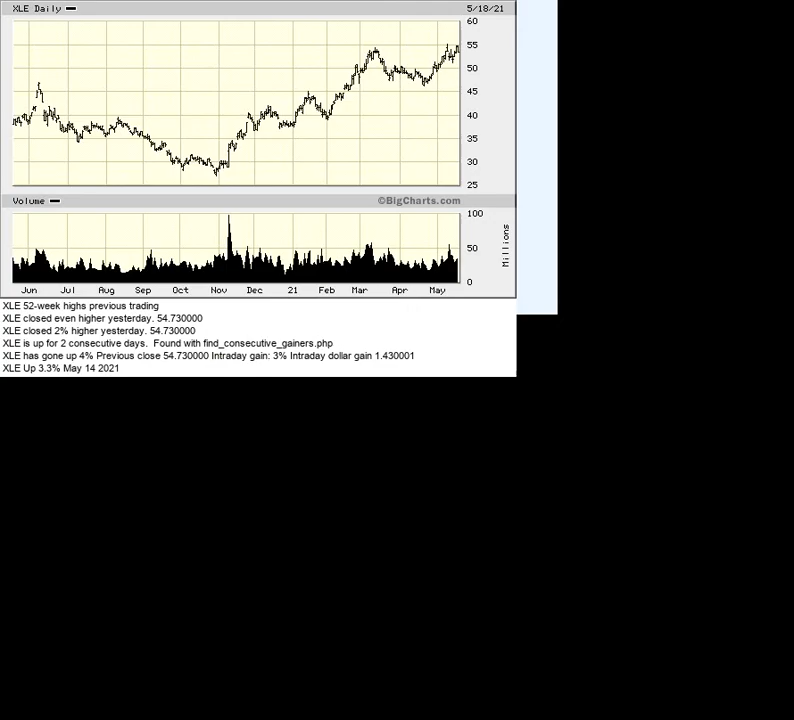 XLE Daily 5/18/21
60
55
50
45
40
35
30
25
Volume ©BigCharts.com
100
50
0
Millions
Jun Jul Aug Sep Oct Nov Dec 21 Feb Mar Apr May
XLE 52-week highs previous trading
XLE closed even higher yesterday. 54.730000
XLE closed 2% higher yesterday. 54.730000
XLE is up for 2 consecutive days. Found with find_consecutive_gainers.php
XLE has gone up 4% Previous close 54.730000 Intraday gain: 3% Intraday dollar gain 1.430001
XLE Up 3.3% May 14 2021